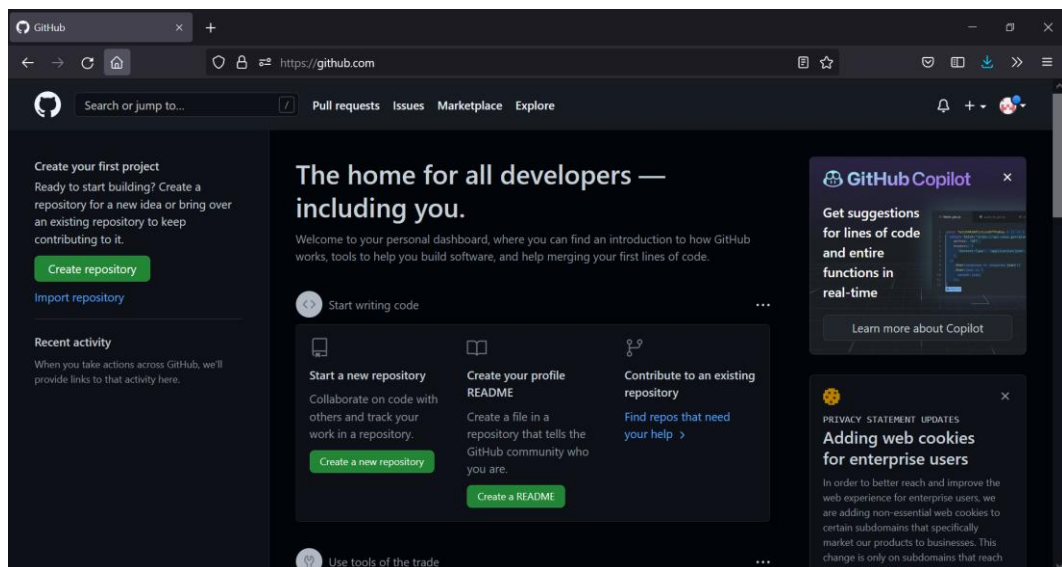 GitHub
https://github.com
Search or jump to...
/
Pull requests Issues Marketplace Explore
Create your first project
Ready to start building? Create a
repository for a new idea or bring over
an existing repository to keep
contributing to it.
Create repository
Import repository
Recent activity
When you take actions across GitHub, we'll
provide links to that activity here.
The home for all developers —
including you.
Welcome to your personal dashboard, where you can find an introduction to how GitHub
works, tools to help you build software, and help merging your first lines of code.
Start writing code
Start a new repository
Collaborate on code with
others and track your
work in a repository.
Create a new repository
Create your profile
README
Create a file in a
repository that tells the
GitHub community who
you are.
Create a README
Contribute to an existing
repository
Find repos that need
your help >
Use tools of the trade
GitHub Copilot
Get suggestions
for lines of code
and entire
functions in
real-time
Learn more about Copilot
PRIVACY STATEMENT UPDATES
Adding web cookies
for enterprise users
In order to better reach and improve the
web experience for enterprise users, we
are adding non-essential web cookies to
certain subdomains that specifically
market our products to businesses. This
change is only on subdomains that reach